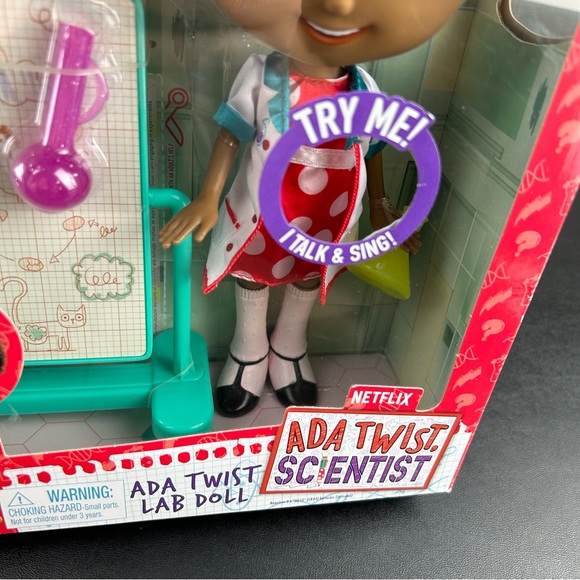 TRY ME!
I TALK & SING!
NETFLIX
ADA TWIST,
SCIENTIST
ADA TWIST
LAB DOLL
WARNING:
CHOKING HAZARD-Small parts.
Not for children under 3 years.